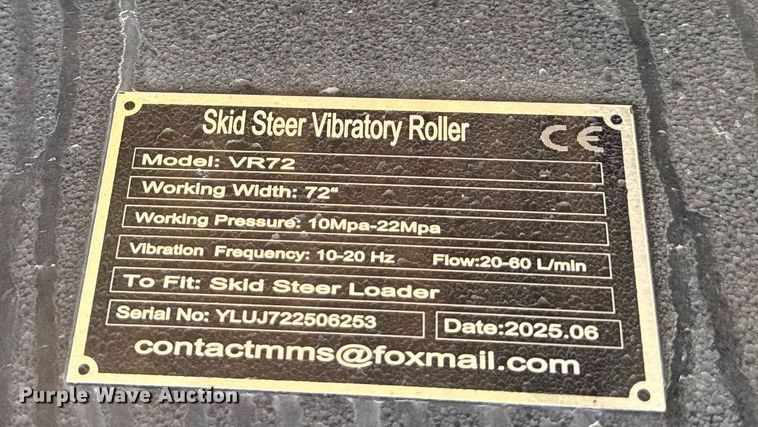 Skid Steer Vibratory Roller CE
Model: VR72
Working Width: 72"
Working Pressure: 10Mpa-22Mpa
Vibration Frequency: 10-20 Hz Flow:20-60 L/min
To Fit: Skid Steer Loader
Serial No: YLUJ722506253 Date:2025.06
contactmms@foxmail.com
Purple Wave Auction